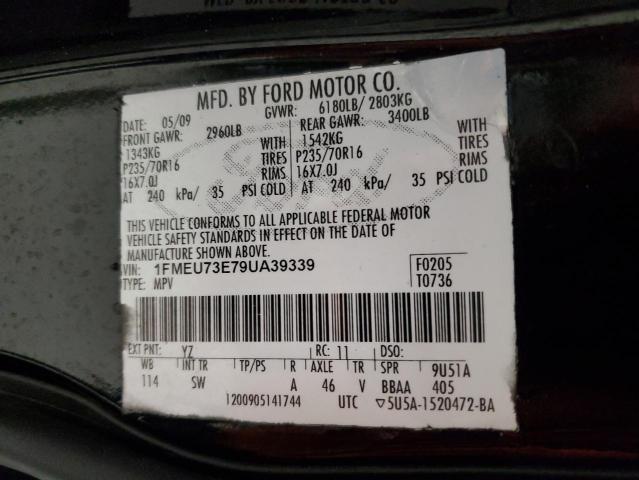 MFD. BY FORD MOTOR CO.
DATE: 05/09 GVWR: 6180LB/ 2803KG
FRONT GAWR: 2960LB REAR GAWR: 3400LB
1343KG WITH 1542KG WITH
P235/70R16 TIRES P235/70R16 TIRES
16X7.0J RIMS 16X7.0J RIMS
AT 240 kPa/ 35 PSI COLD AT 240 kPa/ 35 PSI COLD
THIS VEHICLE CONFORMS TO ALL APPLICABLE FEDERAL MOTOR
VEHICLE SAFETY STANDARDS IN EFFECT ON THE DATE OF
MANUFACTURE SHOWN ABOVE.
VIN: 1FMEU73E79UA39339 F0205
TYPE: MPV T0736
EXT PNT: YZ RC: 11 DSO:
WB INT TR TP/PS R AXLE TR SPR 9U51A
114 SW A 46 V BBAA 405
1200905141744 UTC ▽5U5A-1520472-BA